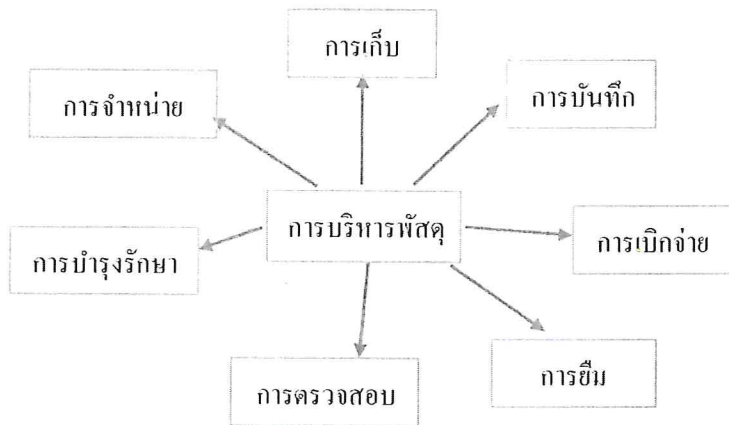 การเก็บ
การบันทึก
การจำหน่าย
การบริหารพัสดุ
การเบิกจ่าย
การบำรุงรักษา
การยืม
การตรวจสอบ